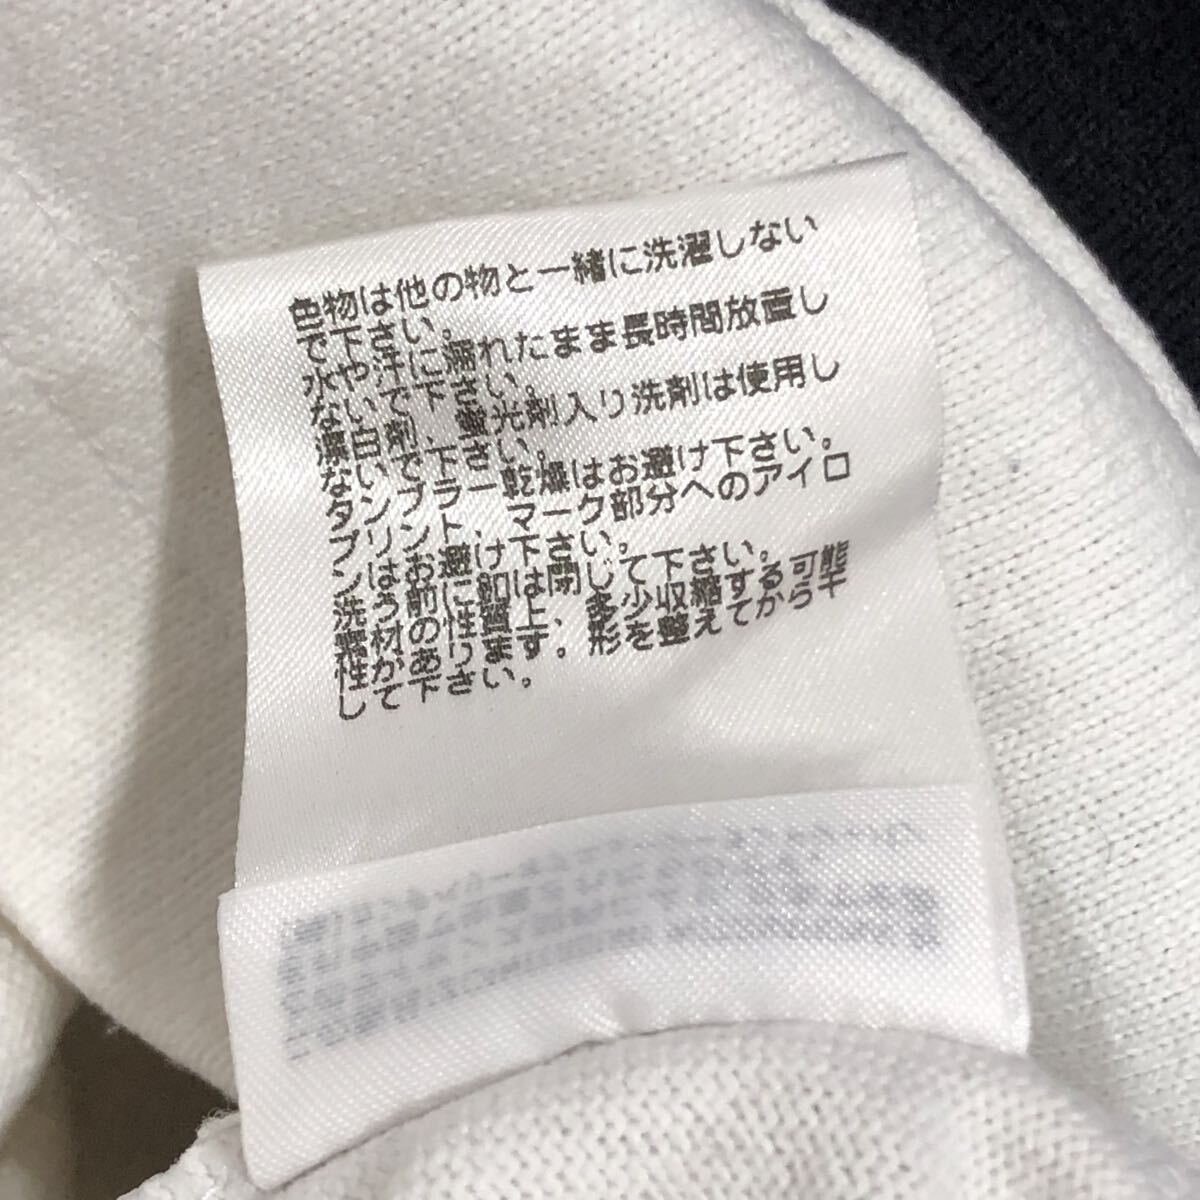 色物は他の物と一緒に洗濯しない
で下さい。
水や汗に濡れたまま長時間放置し
ないで下さい。
漂白剤、蛍光剤入り洗剤は使用し
ないで下さい。
タンブラー乾燥はお避け下さい。
プリント、マーク部分へのアイロ
ンはお避け下さい。
洗う前に釦は閉じて下さい。
素材の性質上、多少収縮する可能
性があります。形を整えてから干
して下さい。